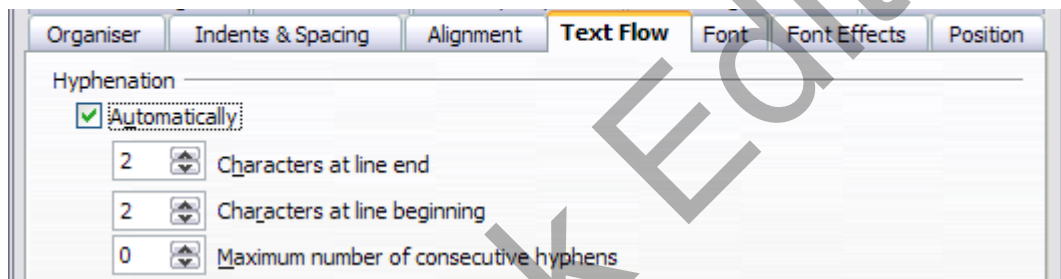 Organiser Indents & Spacing Alignment Text Flow Font Font Effects Position
Hyphenation
Automatically
2 Characters at line end
2 Characters at line beginning
0 Maximum number of consecutive hyphens